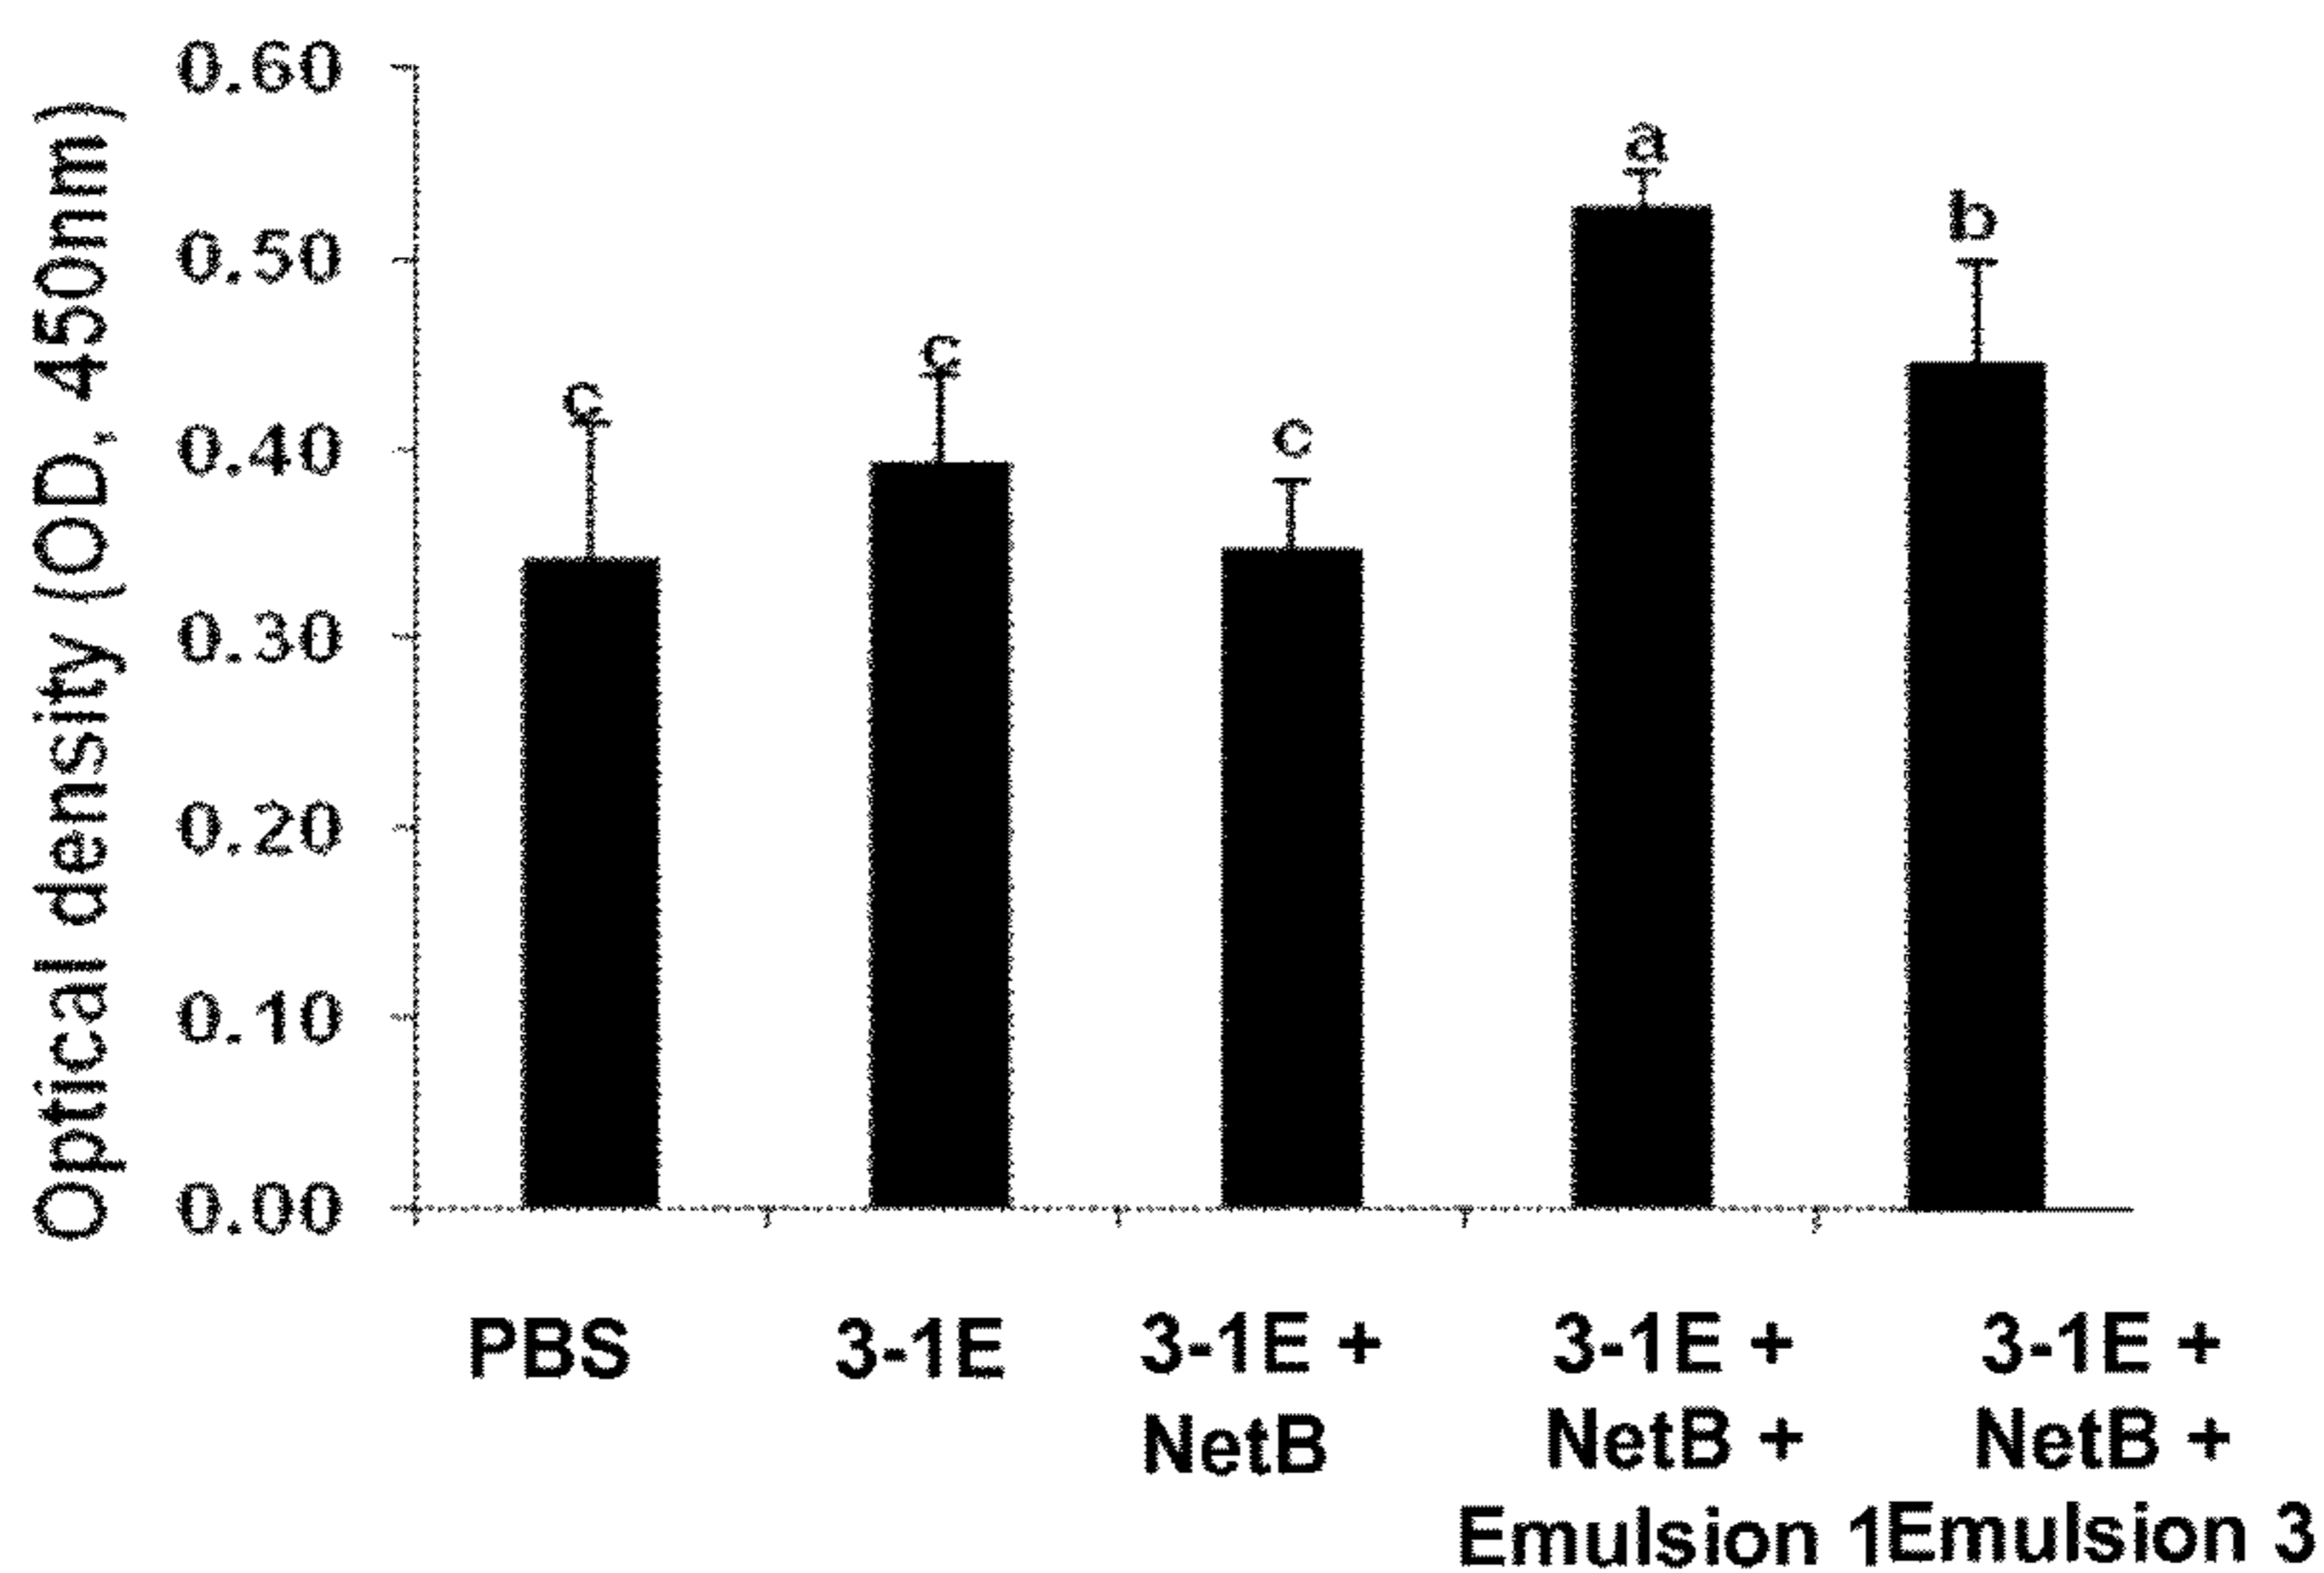 Optical density (OD, 450nm)
0.60
0.50
0.40
0.30
0.20
0.10
0.00
c
c
c
a
b
PBS
3-1E
3-1E +
NetB
3-1E +
NetB +
Emulsion 1
3-1E +
NetB +
Emulsion 3